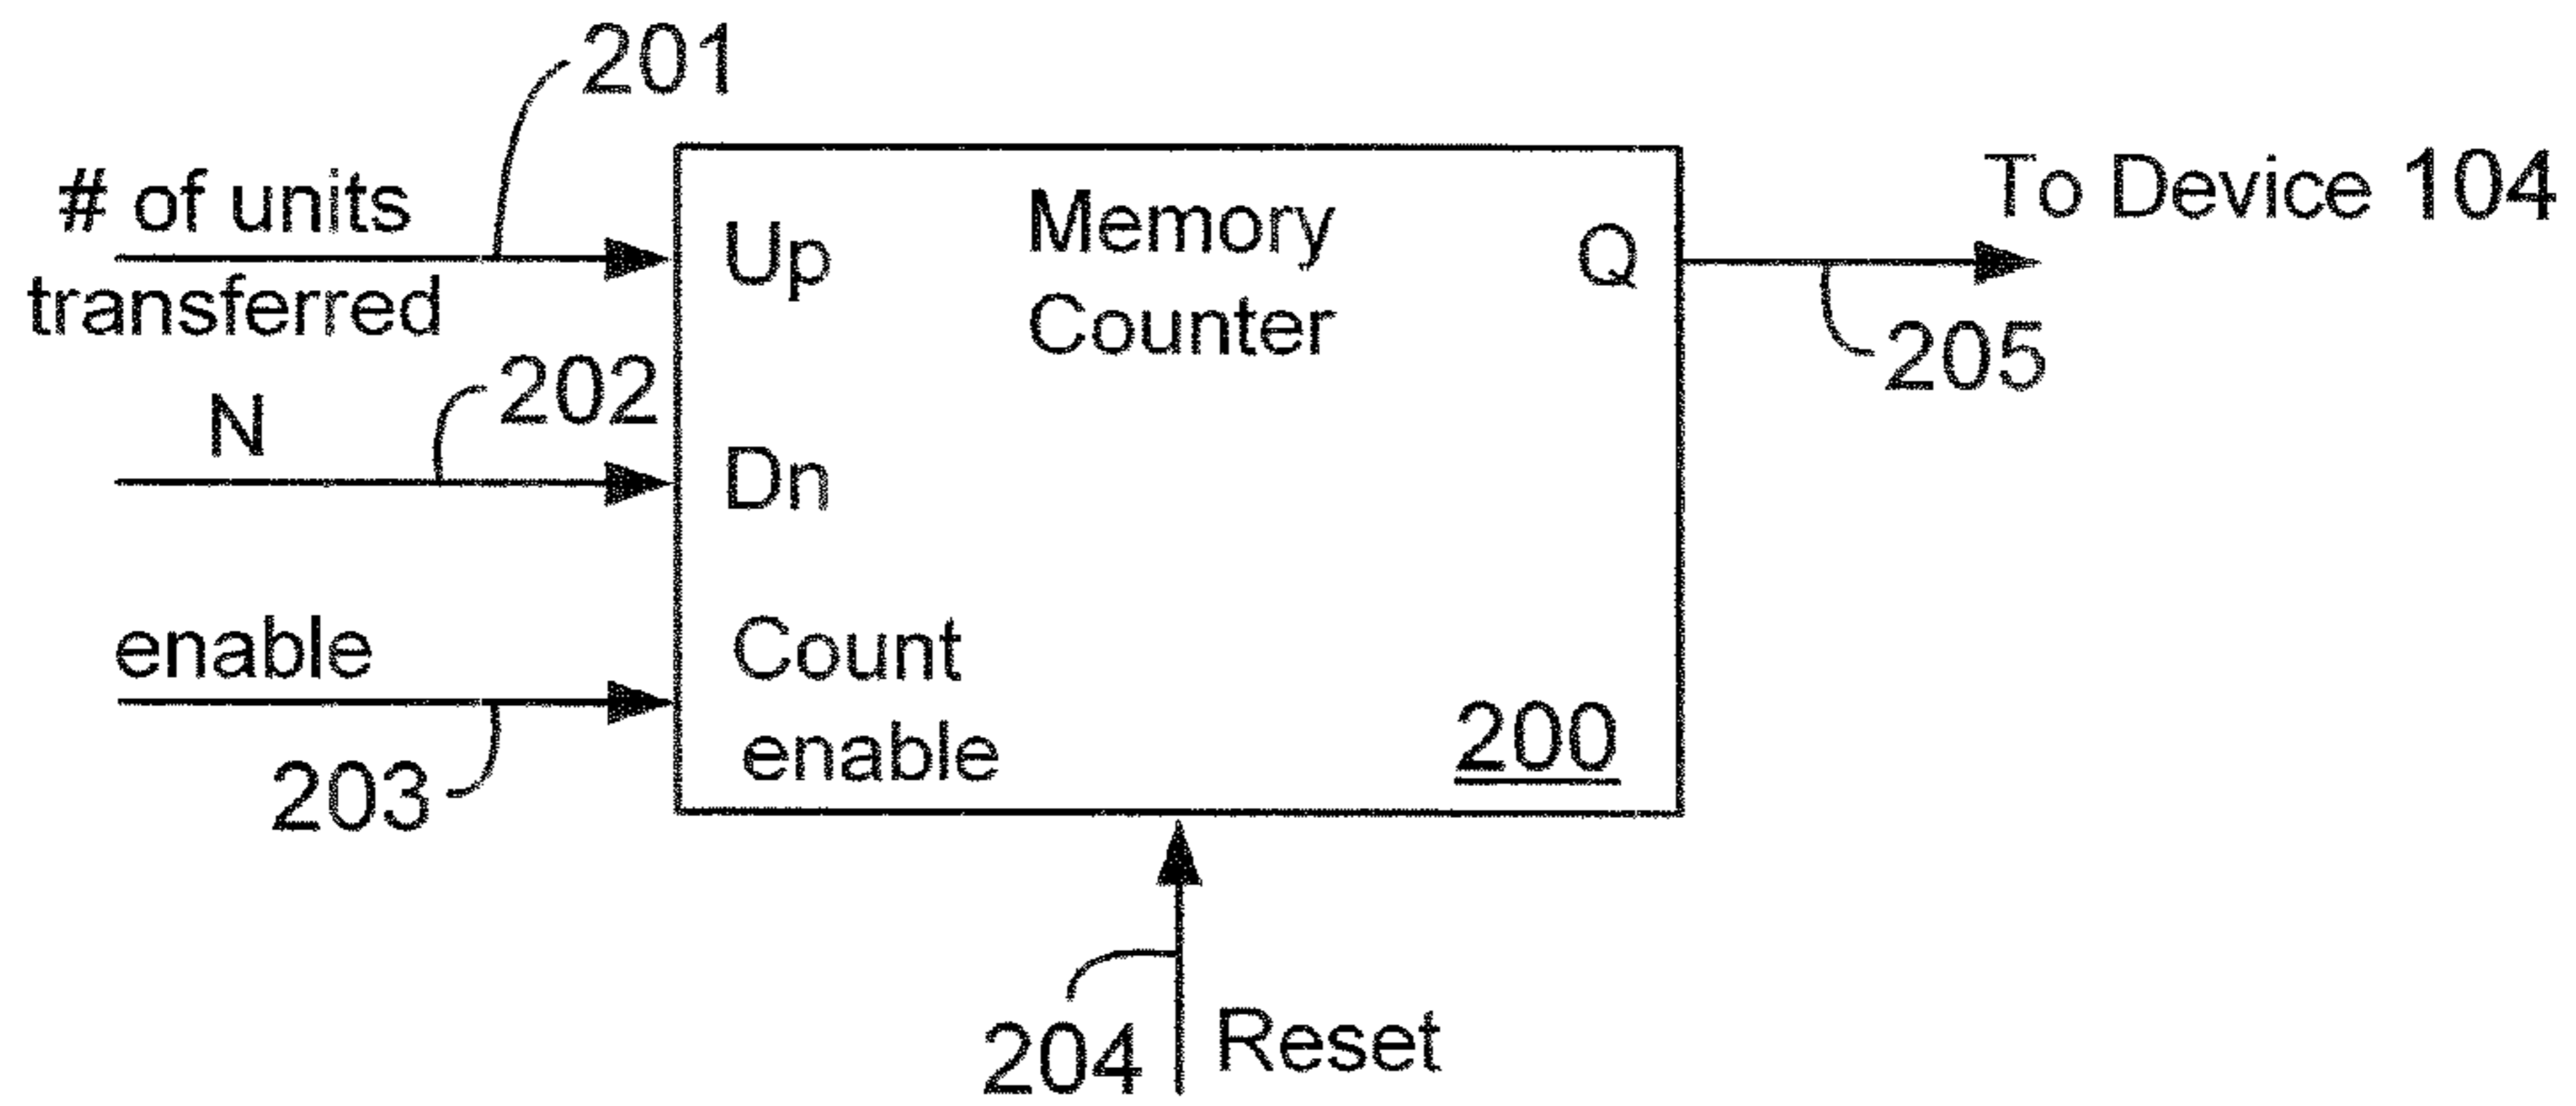 201
# of units
transferred
Up
Memory
Counter
Q
To Device 104
205
N
202
Dn
enable
203
Count
enable
200
204
Reset